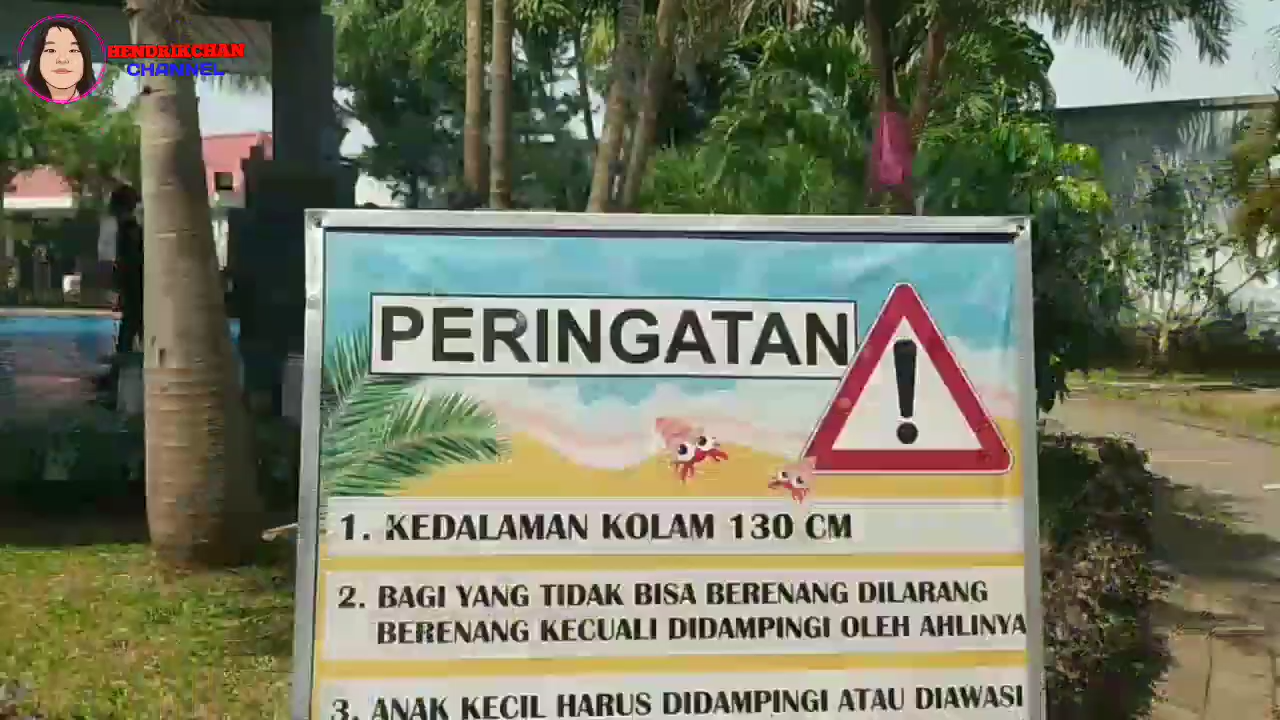 HENDRIKCHAN
CHANNEL
PERINGATAN
1. KEDALAMAN KOLAM 130 CM
2. BAGI YANG TIDAK BISA BERENANG DILARANG
BERENANG KECUALI DIDAMPINGI OLEH AHLINYA
3. ANAK KECIL HARUS DIDAMPINGI ATAU DIAWASI